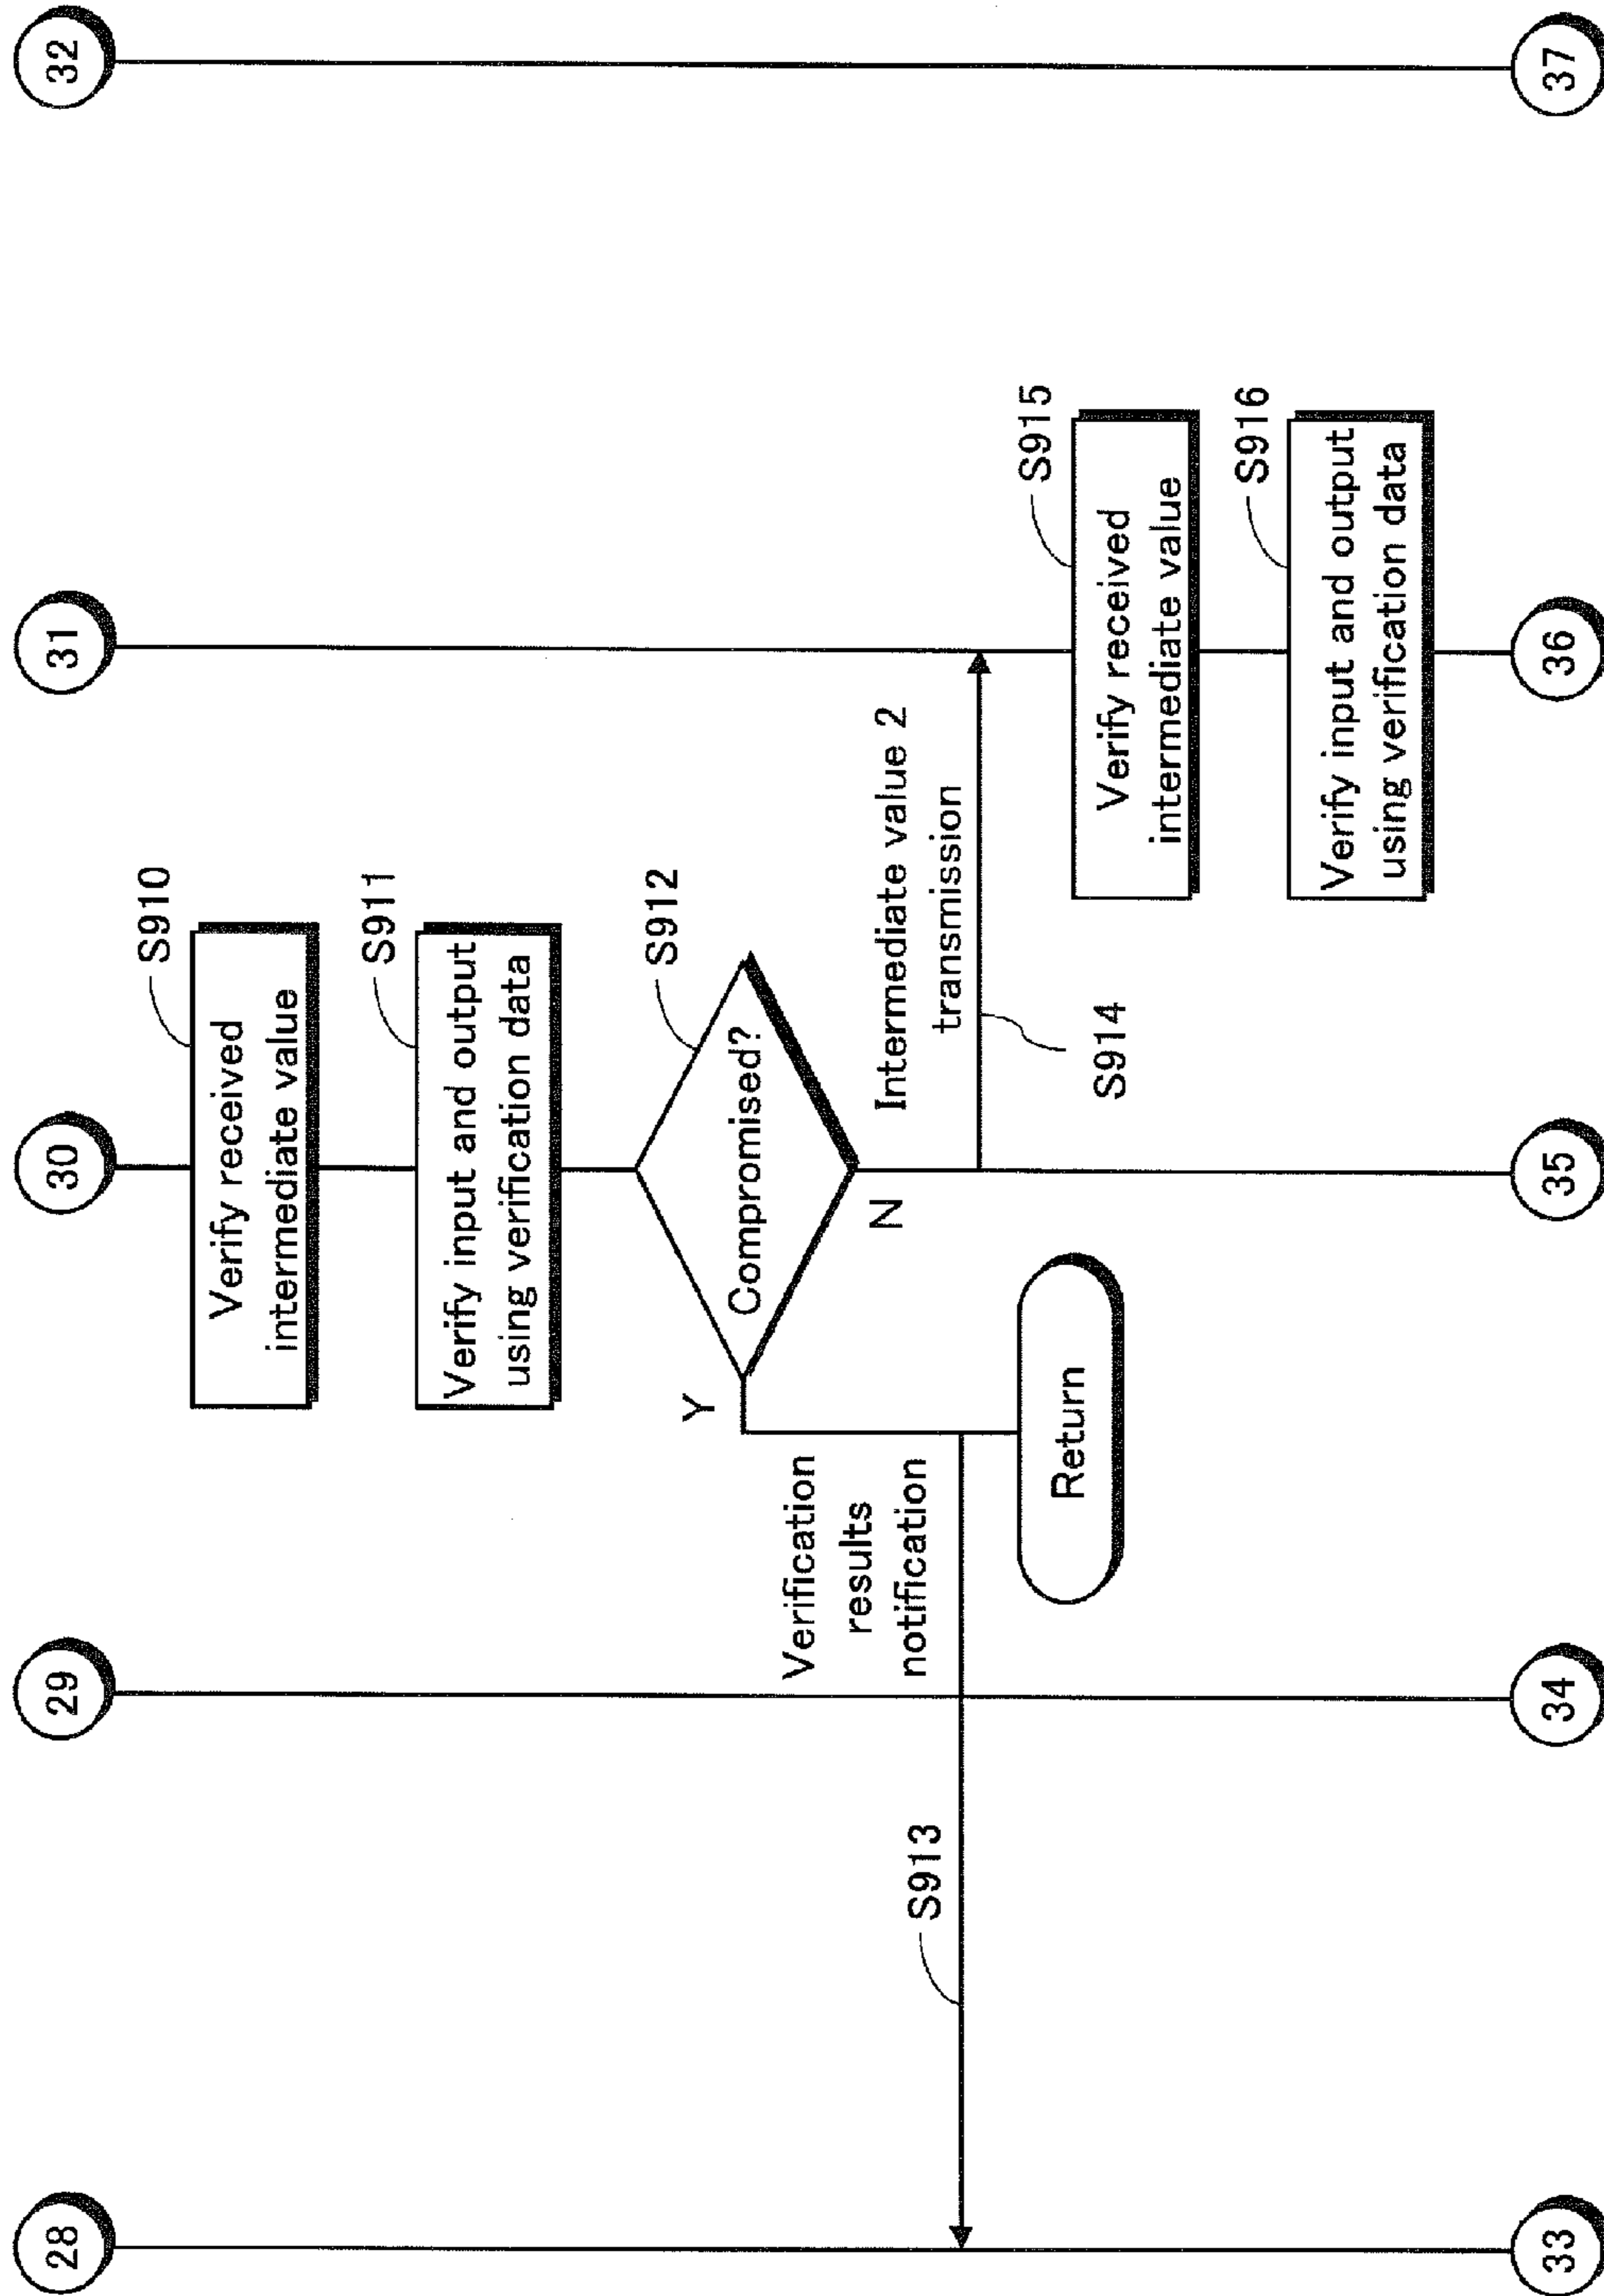 28
29
30
31
32
S910
Verify received
intermediate value
S911
Verify input and output
using verification data
S912
Compromised?
Y
N
Verification
results
notification
S913
Intermediate value 2
transmission
S914
Return
S915
Verify received
intermediate value
S916
Verify input and output
using verification data
33
34
35
36
37